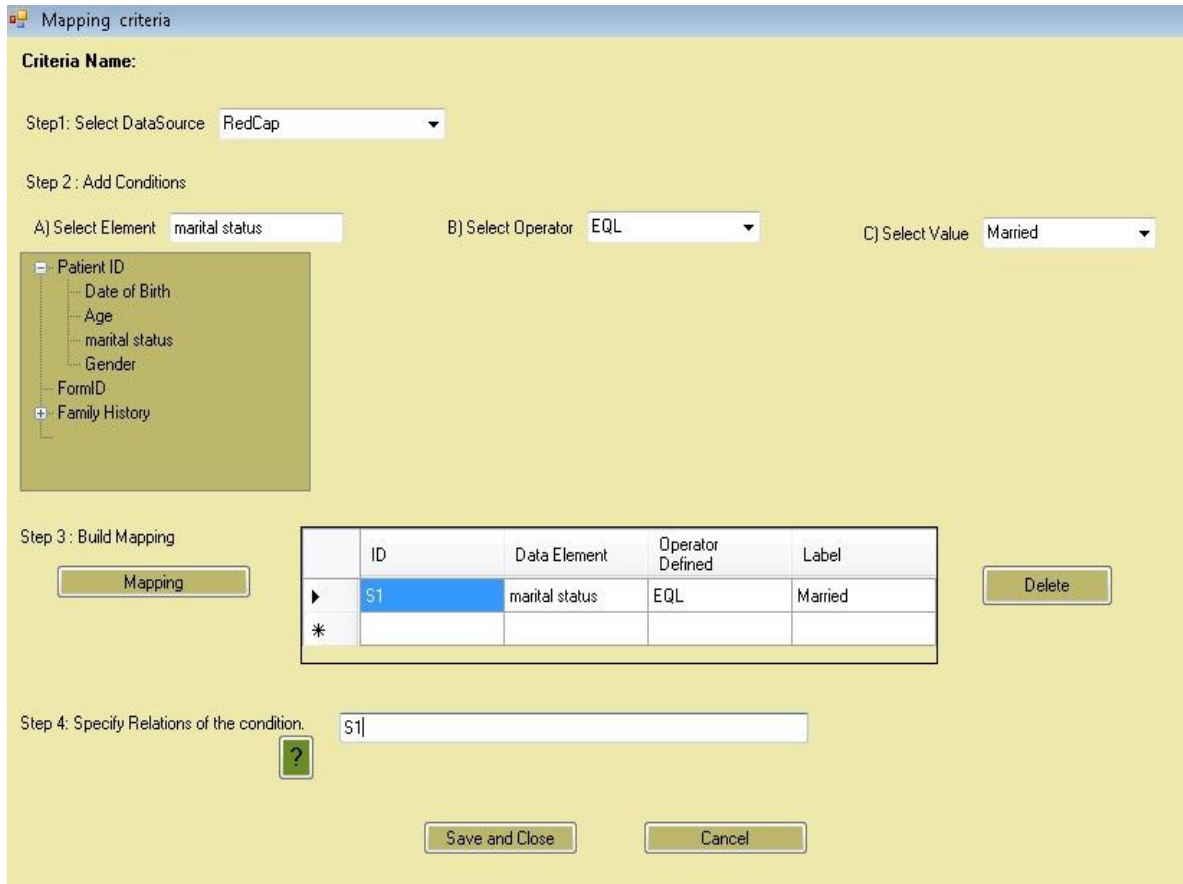 Mapping criteria
Criteria Name:
Step1: Select DataSource RedCap
Step 2 : Add Conditions
A) Select Element marital status B) Select Operator EQL C) Select Value Married
Patient ID
Date of Birth
Age
marital status
Gender
FormID
Family History
Step 3 : Build Mapping
Mapping
ID Data Element Operator Defined Label
S1 marital status EQL Married
Delete
Step 4: Specify Relations of the condition. S1
?
Save and Close Cancel